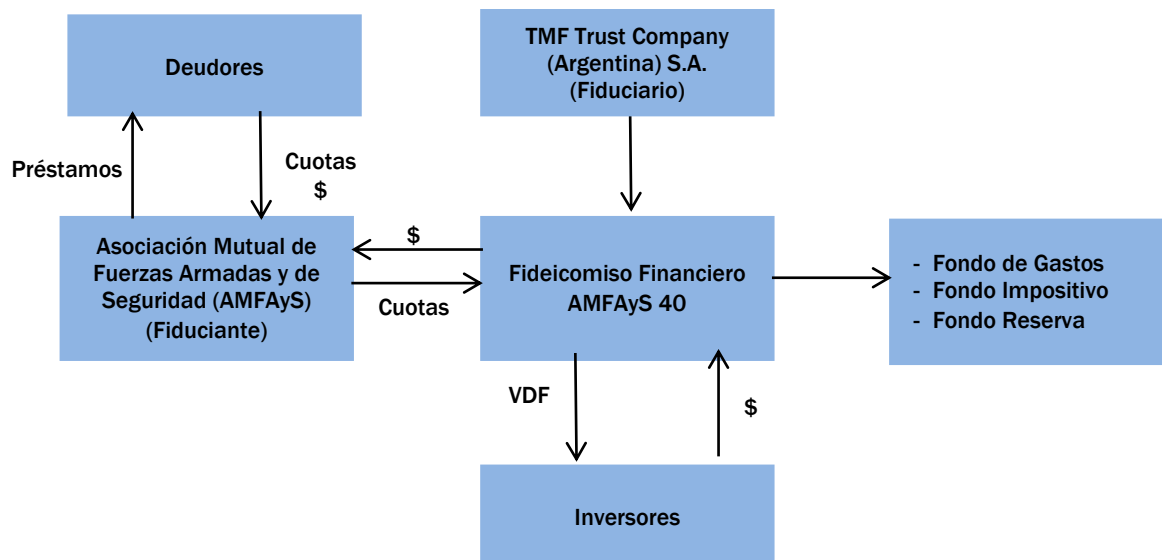 Deudores
TMF Trust Company
(Argentina) S.A.
(Fiduciario)
Préstamos
Cuotas
$
Asociación Mutual de
Fuerzas Armadas y de
Seguridad (AMFAyS)
(Fiduciante)
$
Cuotas
Fideicomiso Financiero
AMFAyS 40
- Fondo de Gastos
- Fondo Impositivo
- Fondo Reserva
VDF
$
Inversores